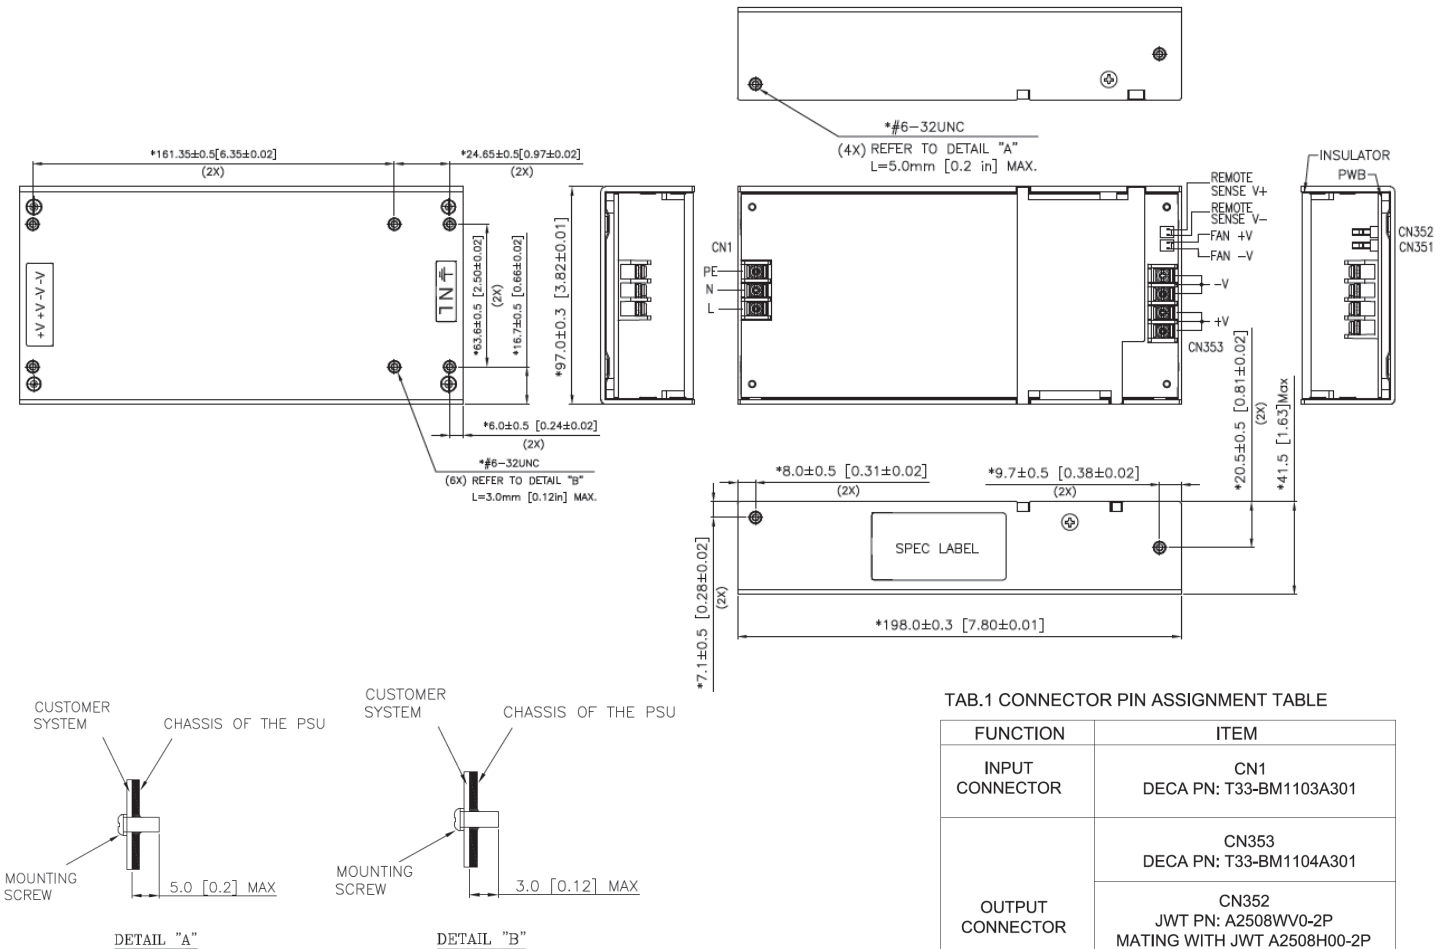 *#6-32UNC
(4X) REFER TO DETAIL "A"
L=5.0mm [0.2 in] MAX.
*161.35±0.5[6.35±0.02]
(2X)
*24.65±0.5[0.97±0.02]
(2X)
+V+V-V-V
NL
*63.6±0.5 [2.50±0.02]
(2X)
*16.7±0.5 [0.66±0.02]
*97.0±0.3 [3.82±0.01]
*6.0±0.5 [0.24±0.02]
(2X)
*#6-32UNC
(6X) REFER TO DETAIL "B"
L=3.0mm [0.12in] MAX.
CN1
PE
N
L
REMOTE
SENSE V+
REMOTE
SENSE V-
FAN +V
FAN -V
-V
+V
CN353
INSULATOR
PWB
CN352
CN351
*20.5±0.5 [0.81±0.02]
(2X)
*41.5 [1.63]Max
*8.0±0.5 [0.31±0.02]
(2X)
*9.7±0.5 [0.38±0.02]
(2X)
SPEC LABEL
*7.1±0.5 [0.28±0.02]
(2X)
*198.0±0.3 [7.80±0.01]
CUSTOMER
SYSTEM
CHASSIS OF THE PSU
MOUNTING
SCREW
5.0 [0.2] MAX
DETAIL "A"
CUSTOMER
SYSTEM
CHASSIS OF THE PSU
MOUNTING
SCREW
3.0 [0.12] MAX
DETAIL "B"
TAB.1 CONNECTOR PIN ASSIGNMENT TABLE
FUNCTION
ITEM
INPUT
CONNECTOR
CN1
DECA PN: T33-BM1103A301
OUTPUT
CONNECTOR
CN353
DECA PN: T33-BM1104A301
CN352
JWT PN: A2508WV0-2P
MATING WITH JWT A2508H00-2P